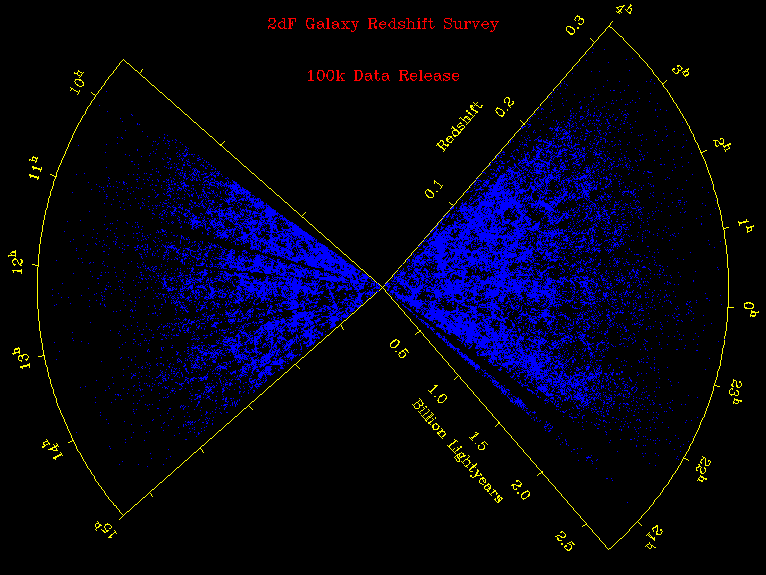 2dF Galaxy Redshift Survey
100k Data Release
10h
11h
12h
13h
14h
15h
Redshift
0.1
0.2
0.3
4h
3h
2h
1h
0h
23h
22h
21h
0.5
1.0
1.5
2.0
2.5
Billion Lightyears